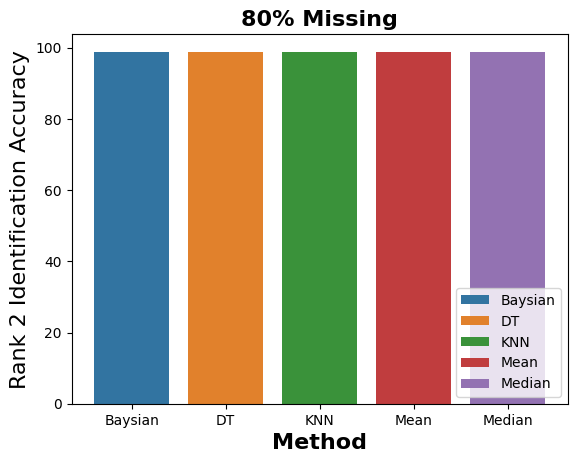 80% Missing
Rank 2 Identification Accuracy
100
80
60
40
20
0
Baysian
DT
KNN
Mean
Median
Baysian DT KNN Mean Median
Method